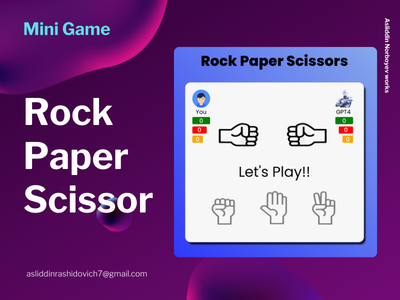 Mini Game
Rock
Paper
Scissor
asliddinrashidovich7@gmail.com
Rock Paper Scissors
You
0
0
0
GPT4
0
0
0
Let's Play!!
Asliddin Norboyev works